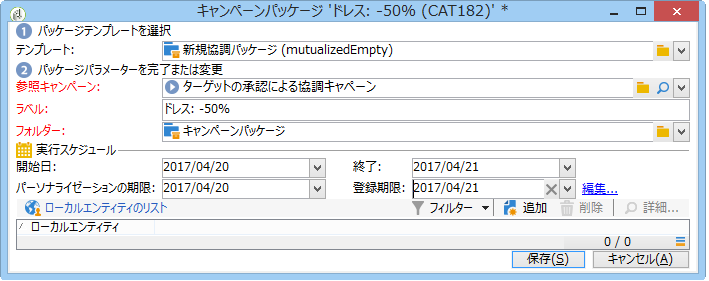 キャンペーンパッケージ 'ドレス: -50% (CAT182)' *
1 パッケージテンプレートを選択
テンプレート: 新規協調パッケージ (mutualizedEmpty)
2 パッケージパラメーターを完了または変更
参照キャンペーン: ターゲットの承認による協調キャペーン
ラベル: ドレス: -50%
フォルダー: キャンペーンパッケージ
実行スケジュール
開始日: 2017/04/20 終了: 2017/04/21
パーソナライゼーションの期限: 2017/04/20 登録期限: 2017/04/21 編集...
ローカルエンティティのリスト フィルター 追加 削除 詳細...
ローカルエンティティ
0 / 0
保存(S) キャンセル(A)